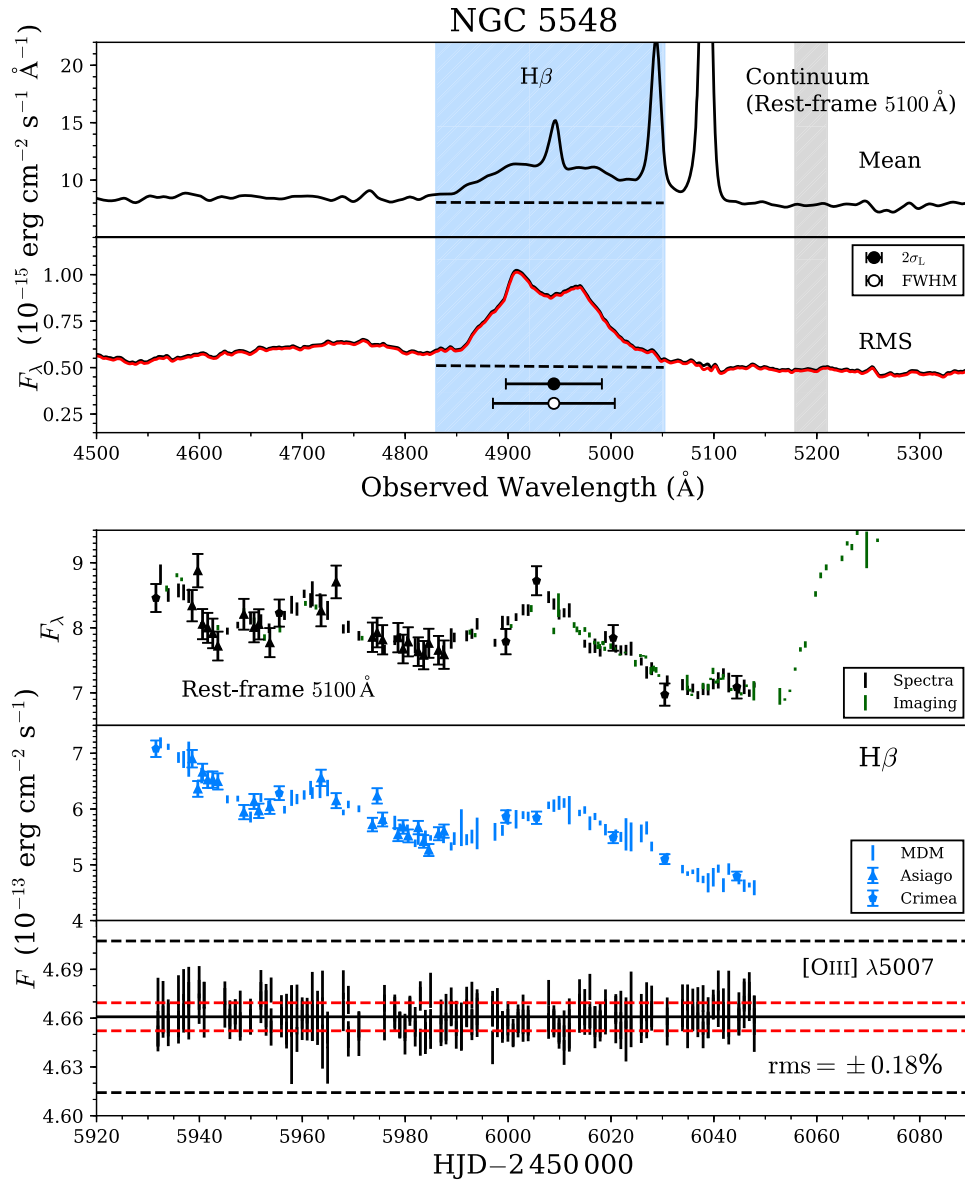 NGC 5548
F_λ (10⁻¹⁵ erg cm⁻² s⁻¹ Å⁻¹)
20
15
10
Hβ
Continuum
(Rest-frame 5100 Å)
Mean
1.00
0.75
0.50
0.25
2σ_L
FWHM
RMS
4500 4600 4700 4800 4900 5000 5100 5200 5300
Observed Wavelength (Å)
F_λ
9
8
7
Rest-frame 5100 Å
Spectra
Imaging
F (10⁻¹³ erg cm⁻² s⁻¹)
7
6
5
4
Hβ
MDM
Asiago
Crimea
4.69
4.66
4.63
4.60
[OIII] λ5007
rms = ±0.18%
5920 5940 5960 5980 6000 6020 6040 6060 6080
HJD−2 450 000